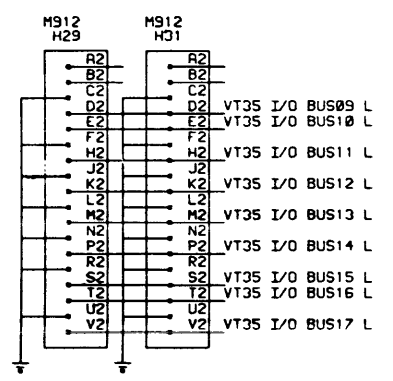 M912 M912
H29 H31
A2 A2
B2 B2
C2 C2
D2 D2 VT35 I/O BUS09 L
E2 E2 VT35 I/O BUS10 L
F2 F2
H2 H2 VT35 I/O BUS11 L
J2 J2
K2 K2 VT35 I/O BUS12 L
L2 L2
M2 M2 VT35 I/O BUS13 L
N2 N2
P2 P2 VT35 I/O BUS14 L
R2 R2
S2 S2 VT35 I/O BUS15 L
T2 T2 VT35 I/O BUS16 L
U2 U2
V2 V2 VT35 I/O BUS17 L